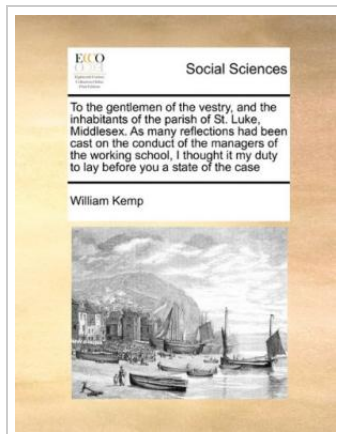 ECCO
Social Sciences
To the gentlemen of the vestry, and the
inhabitants of the parish of St. Luke,
Middlesex. As many reflections had been
cast on the conduct of the managers of
the working school, I thought it my duty
to lay before you a state of the case
William Kemp